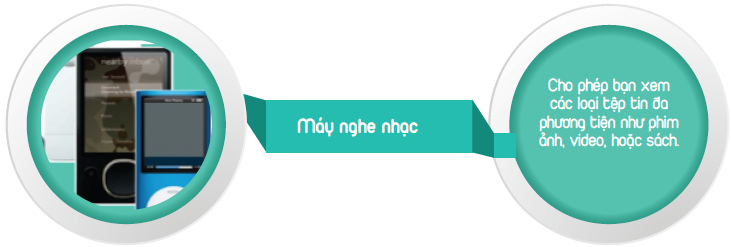 Máy nghe nhạc
Cho phép bạn xem
các loại tệp tin đa
phương tiện như phim
ảnh, video, hoặc sách.